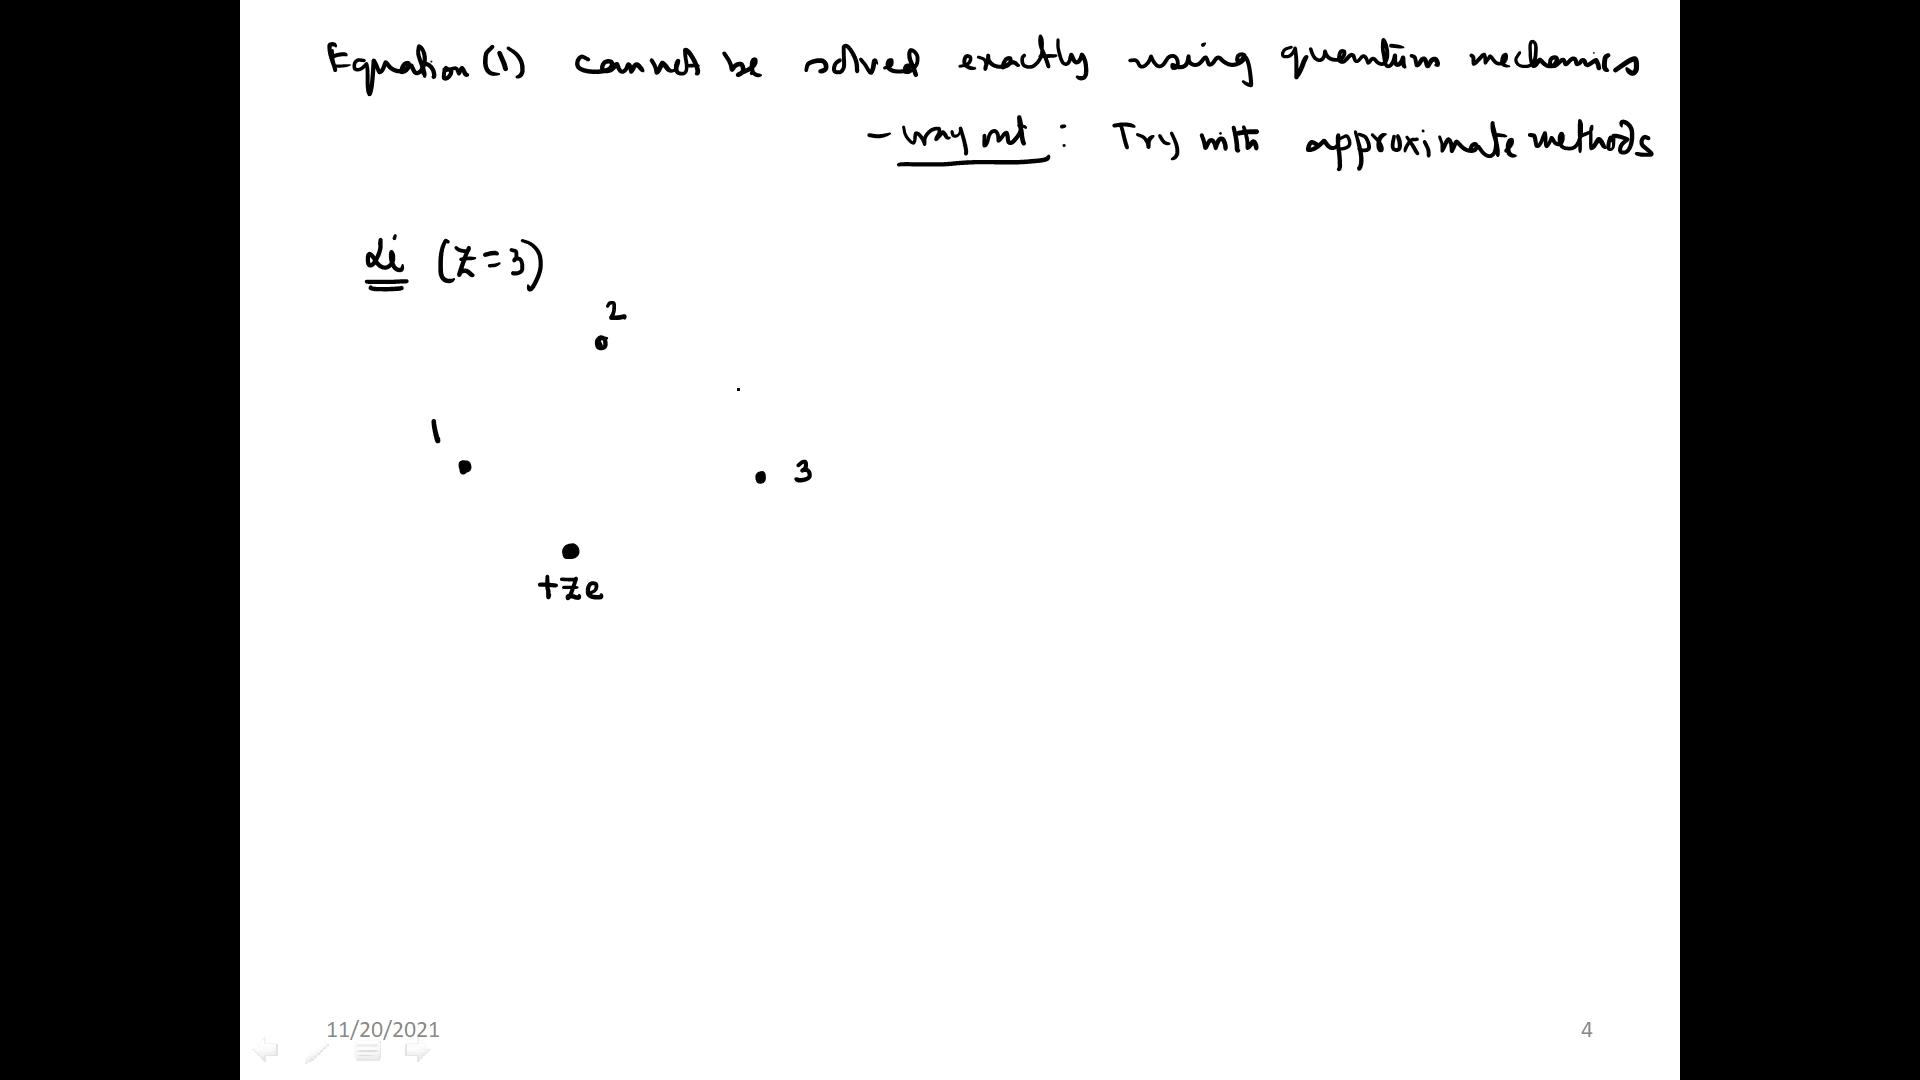 Equation (1) cannot be solved exactly using quantum mechanics
- way out : Try with approximate methods
Li (Z=3)
2
1
3
+Ze
11/20/2021
4